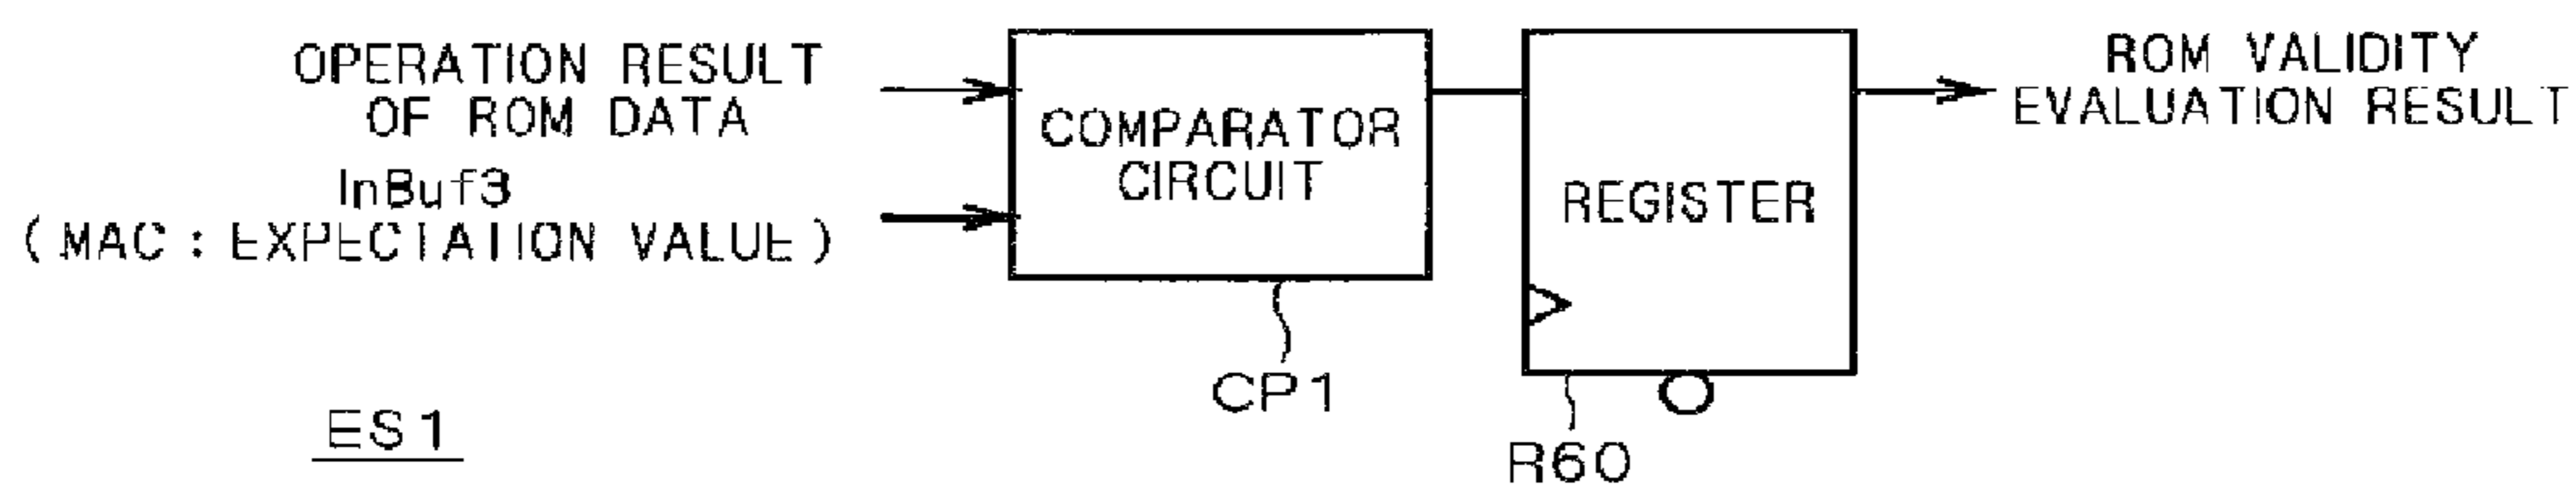 OPERATION RESULT
OF ROM DATA
InBuf3
(MAC:EXPECTATION VALUE)
COMPARATOR
CIRCUIT
REGISTER
ROM VALIDITY
EVALUATION RESULT
CP1
R60
ES1